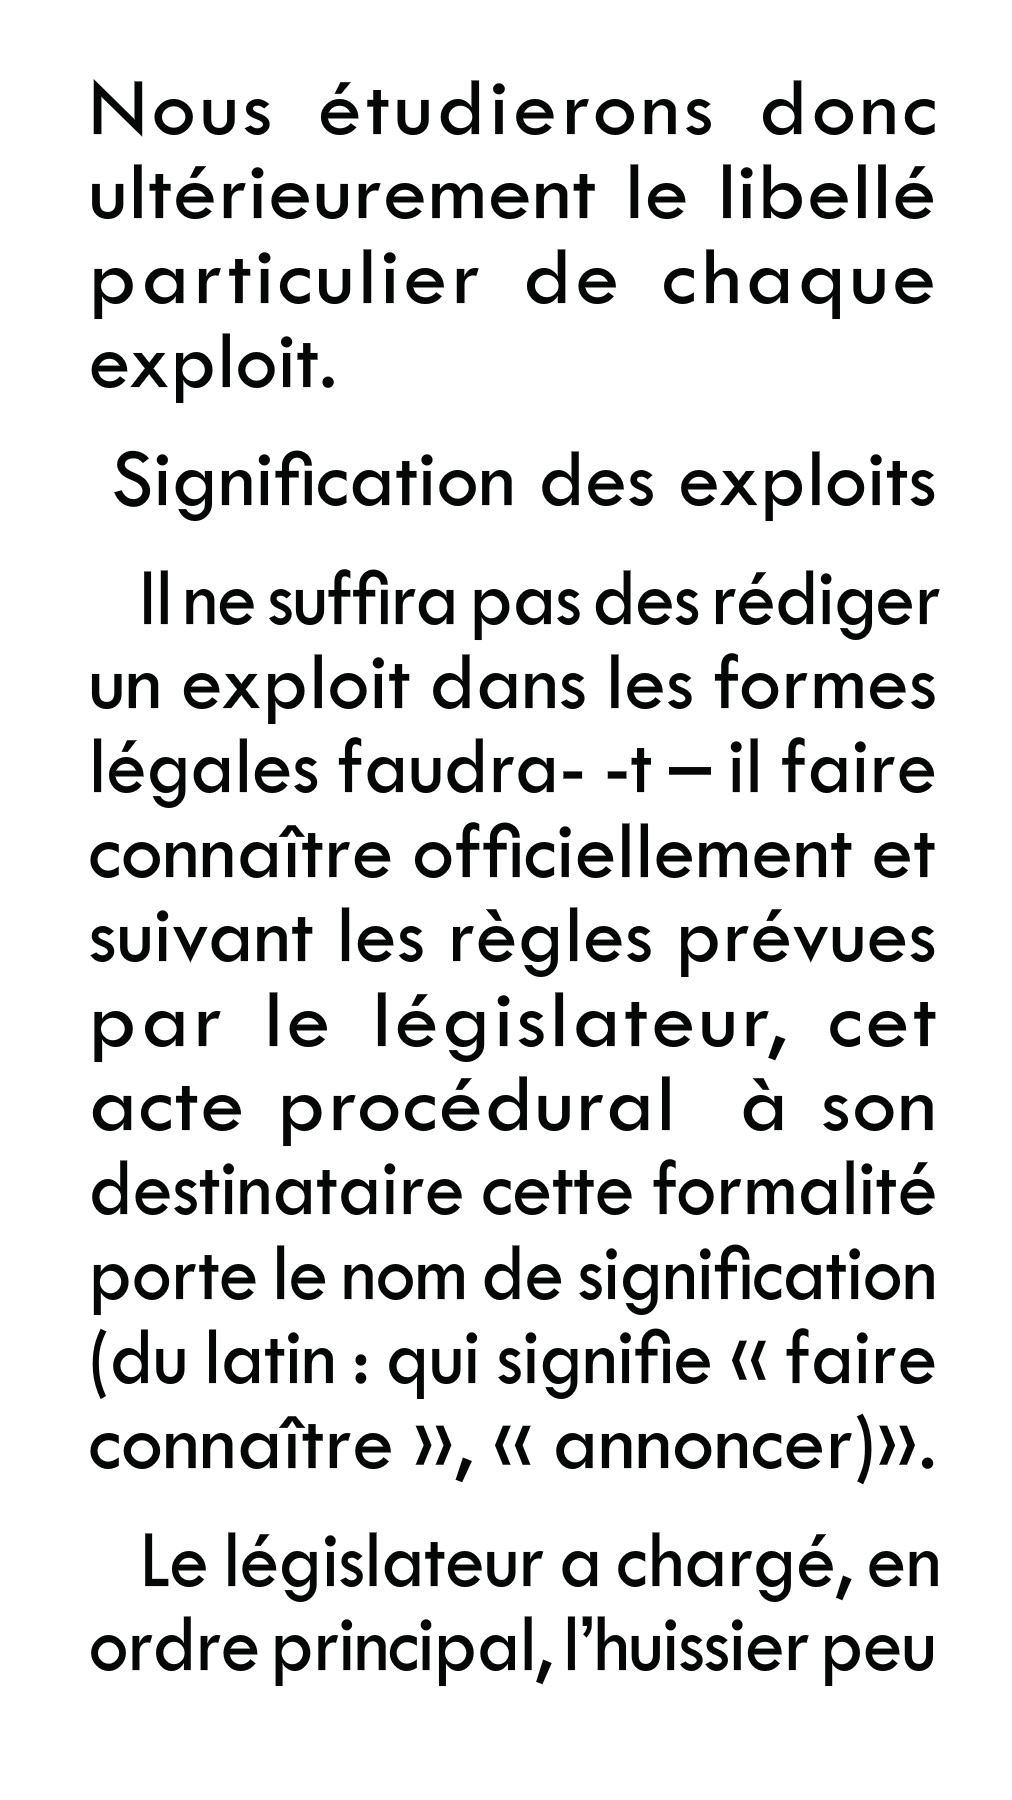 Nous étudierons donc
ultérieurement le libellé
particulier de chaque
exploit.
Signification des exploits
Il ne suffira pas des rédiger
un exploit dans les formes
légales faudra- -t – il faire
connaître officiellement et
suivant les règles prévues
par le législateur, cet
acte procédural à son
destinataire cette formalité
porte le nom de signification
(du latin : qui signifie « faire
connaître », « annoncer)».
Le législateur a chargé, en
ordre principal, l’huissier peu